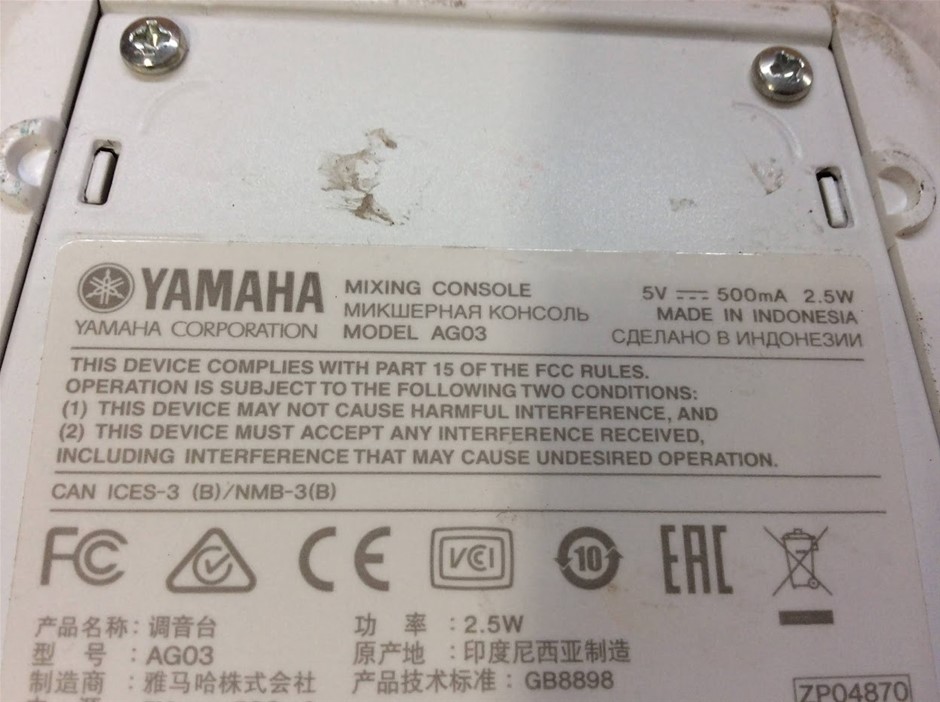 YAMAHA MIXING CONSOLE 5V 500mA 2.5W
МИКШЕРНАЯ КОНСОЛЬ MADE IN INDONESIA
YAMAHA CORPORATION MODEL AG03 СДЕЛАНО В ИНДОНЕЗИИ
THIS DEVICE COMPLIES WITH PART 15 OF THE FCC RULES.
OPERATION IS SUBJECT TO THE FOLLOWING TWO CONDITIONS:
(1) THIS DEVICE MAY NOT CAUSE HARMFUL INTERFERENCE, AND
(2) THIS DEVICE MUST ACCEPT ANY INTERFERENCE RECEIVED,
INCLUDING INTERFERENCE THAT MAY CAUSE UNDESIRED OPERATION.
CAN ICES-3 (B)/NMB-3(B)
FC CE VCI 10 EAC
产品名称: 调音台 功 率 : 2.5W
型 号 : AG03 原产地 : 印度尼西亚制造
制造商 : 雅马哈株式会社 产品技术标准 : GB8898
ZP04870